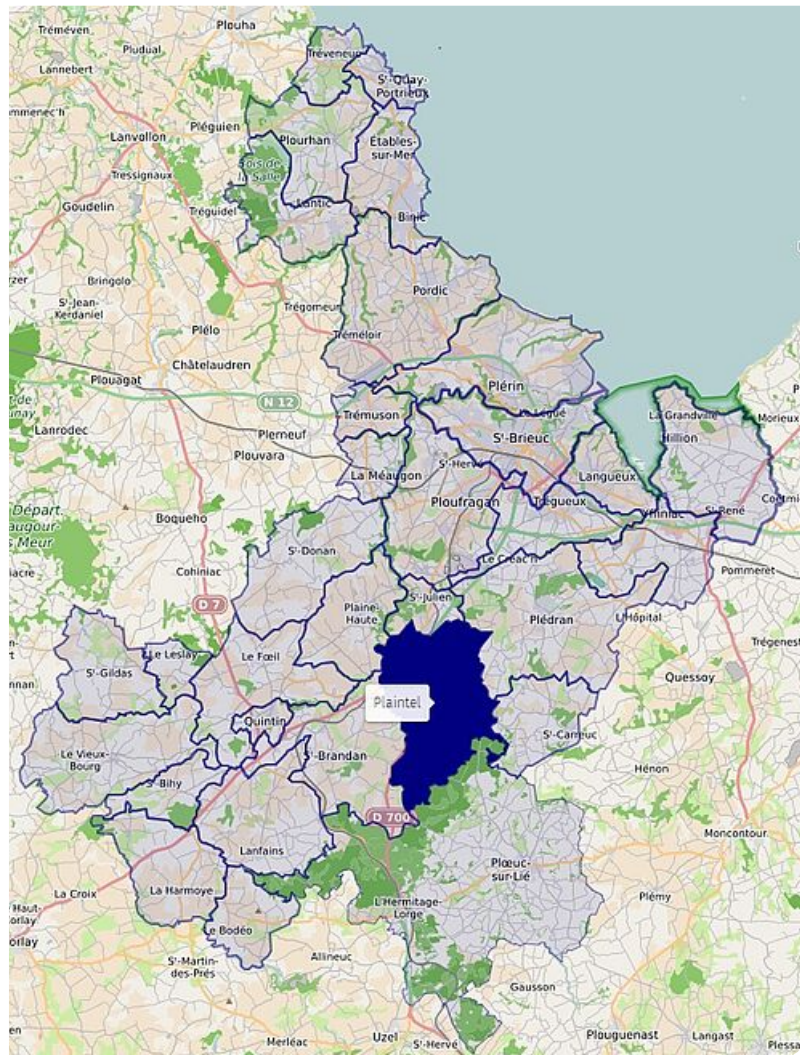 Tréméven
Plouha
Pludual
Lannebert
Tréveneuc
Sᵗ-Quay-
Portrieux
Lanvollon
Pléguien
Plourhan
Étables-
sur-Mer
Bois de
la Salle
Tressignaux
Goudelin
Tréguidel
Lantic
Binic
Bringolo
Pordic
Sᵗ-Jean-
Kerdaniel
Trégomeur
Plélo
Tréméloir
Châtelaudren
Plouagat
Plérin
N 12
Trémuson
Le Légué
La Grandville
Morieux
Lanrodec
Plerneuf
Sᵗ-Brieuc
Hillion
Plouvara
Sᵗ-Hervé
La Méaugon
Langueux
Ploufragan
Trégueux
Yffiniac
Sᵗ-René
Boqueho
Sᵗ-Donan
Le Créac'h
Cohiniac
Pommeret
D 7
Plaine-
Haute
Sᵗ-Julien
Plédran
L'Hôpital
Le Leslay
Le Fœil
Sᵗ-Gildas
Quessoy
Plaintel
Quintin
Sᵗ-Carreuc
Le Vieux-
Bourg
-Brandan
Hénon
Sᵗ-Bihy
D 700
Moncontour
Lanfains
Plœuc-
sur-Lié
La Croix
La Harmoye
Plémy
L'Hermitage-
Lorge
Le Bodéo
Allineuc
Sᵗ-Martin-
des-Prés
Gausson
Merléac
Uzel
Sᵗ-Hervé
Plouguenast
Langast